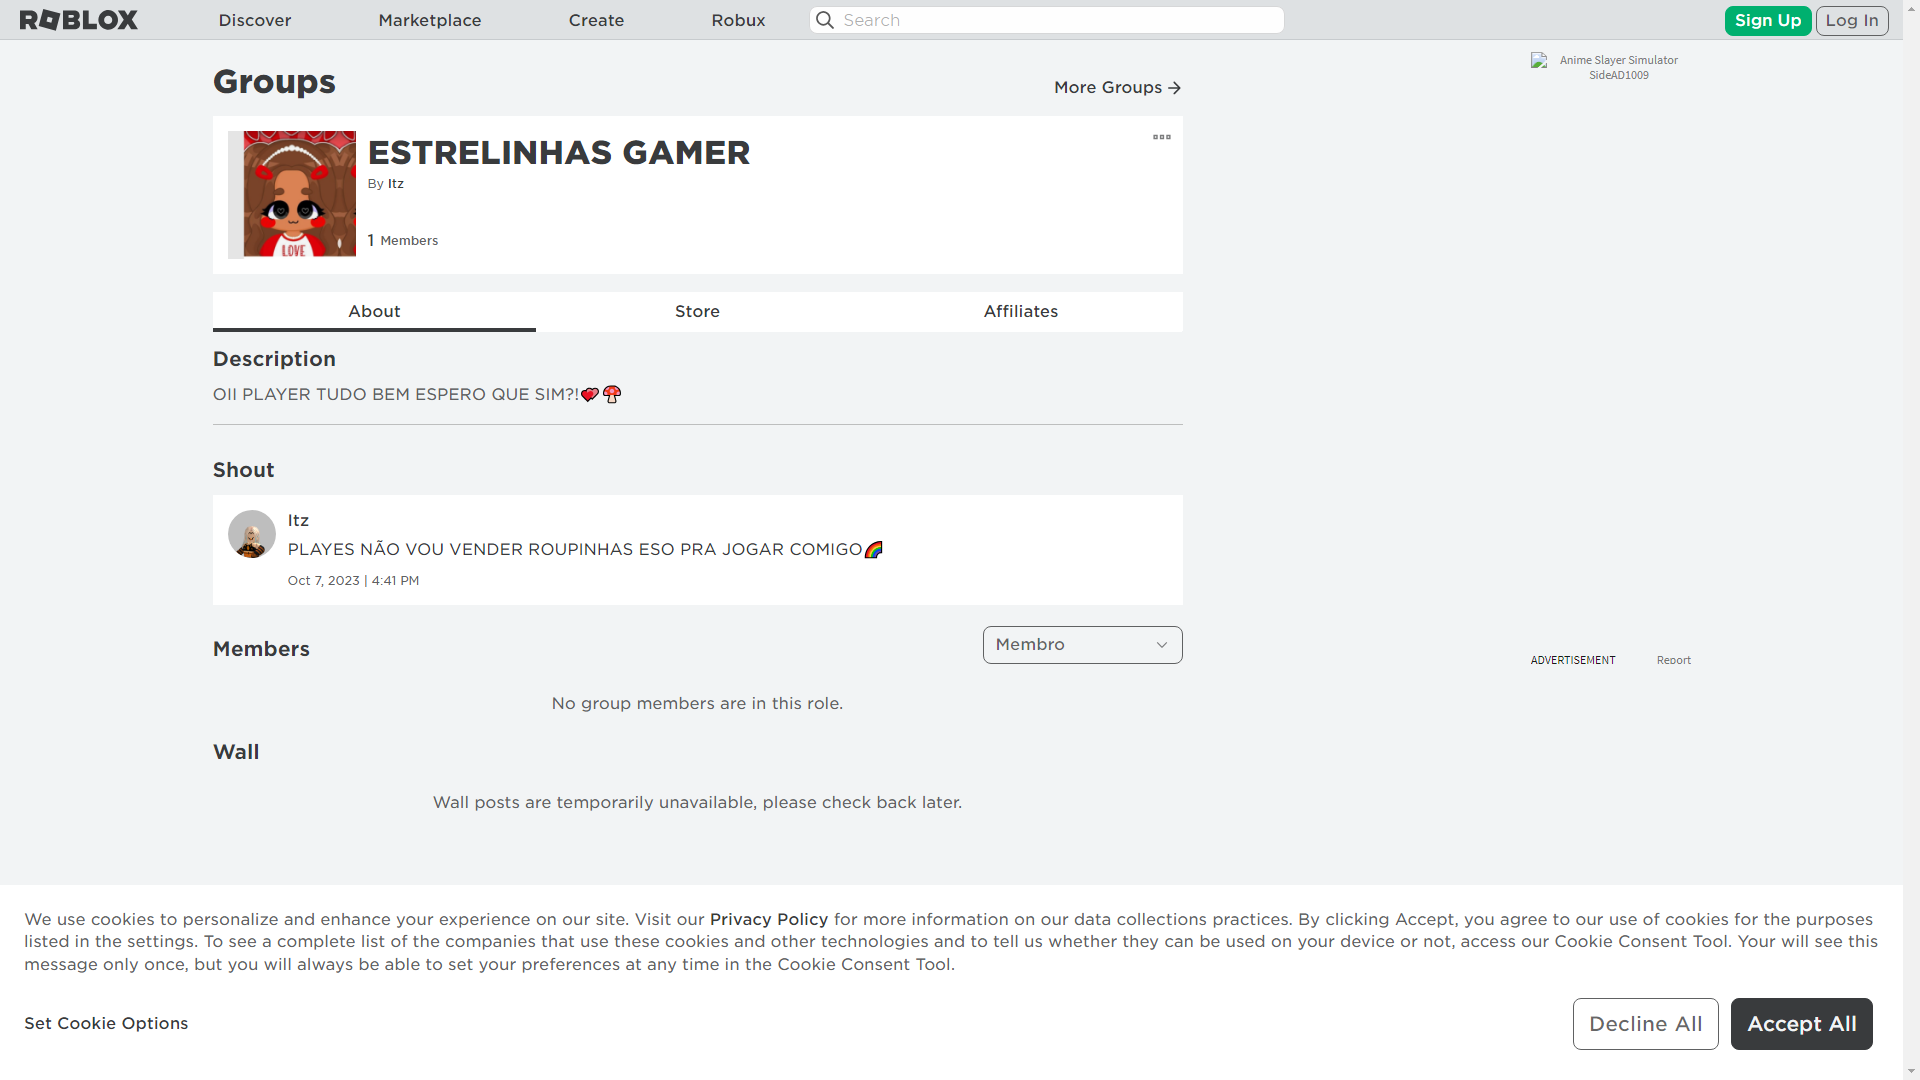 ROBLOX
Discover
Marketplace
Create
Robux
Search
Sign Up
Log In
Groups
More Groups
Anime Slayer Simulator
SideAD1009
LOVE
ESTRELINHAS GAMER
By Itz
1 Members
About
Store
Affiliates
Description
OII PLAYER TUDO BEM ESPERO QUE SIM?!💕🍄
Shout
Itz
PLAYES NÃO VOU VENDER ROUPINHAS ESO PRA JOGAR COMIGO🌈
Oct 7, 2023 | 4:41 PM
Members
Membro
No group members are in this role.
ADVERTISEMENT
Report
Wall
Wall posts are temporarily unavailable, please check back later.
We use cookies to personalize and enhance your experience on our site. Visit our Privacy Policy for more information on our data collections practices. By clicking Accept, you agree to our use of cookies for the purposes
listed in the settings. To see a complete list of the companies that use these cookies and other technologies and to tell us whether they can be used on your device or not, access our Cookie Consent Tool. Your will see this
message only once, but you will always be able to set your preferences at any time in the Cookie Consent Tool.
Set Cookie Options
Decline All
Accept All